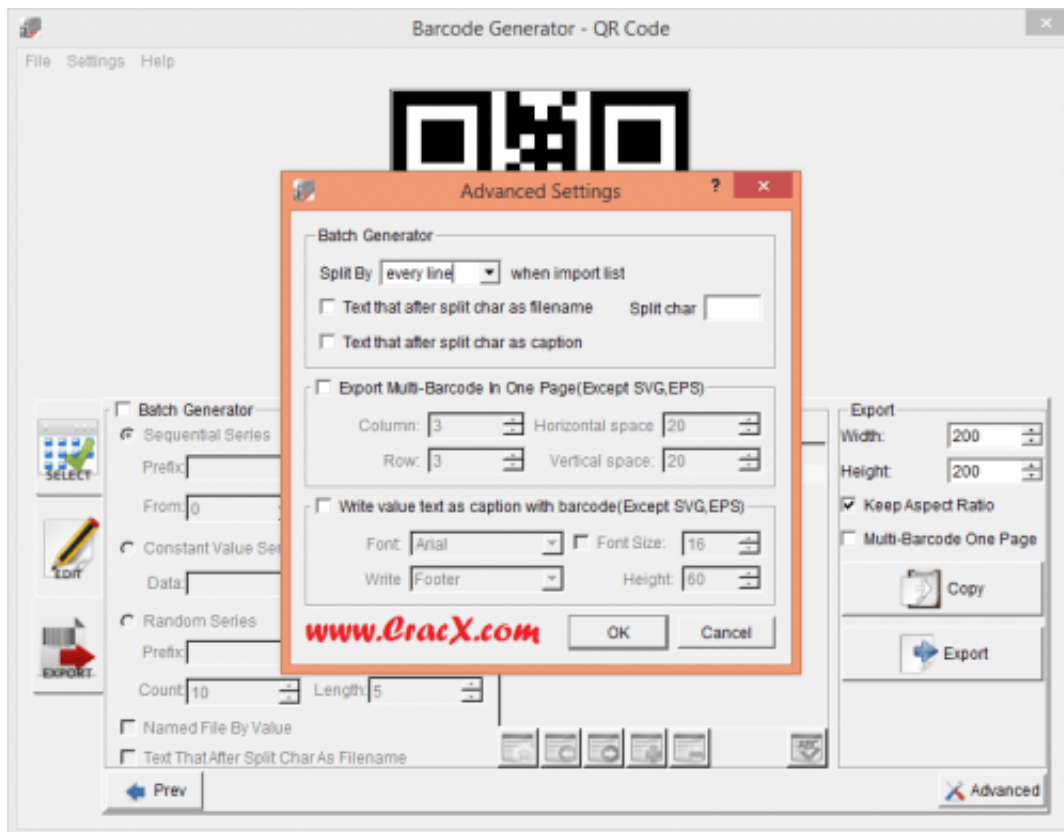 Barcode Generator - QR Code
File Settings Help
Advanced Settings
Batch Generator
Split By every line when import list
Text that after split char as filename Split char
Text that after split char as caption
Export Multi-Barcode In One Page(Except SVG,EPS)
Column: 3 Horizontal space 20
Row: 3 Vertical space: 20
Write value text as caption with barcode(Except SVG,EPS)
Font: Arial Font Size: 16
Write Footer Height: 60
www.CracX.com OK Cancel
SELECT
EDIT
EXPORT
Batch Generator
Sequential Series
Prefix:
From: 0
Constant Value Ser
Data:
Random Series
Prefix:
Count: 10 Length: 5
Named File By Value
Text That After Split Char As Filename
ABC
Export
Width: 200
Height: 200
Keep Aspect Ratio
Multi-Barcode One Page
Copy
Export
Prev
Advanced